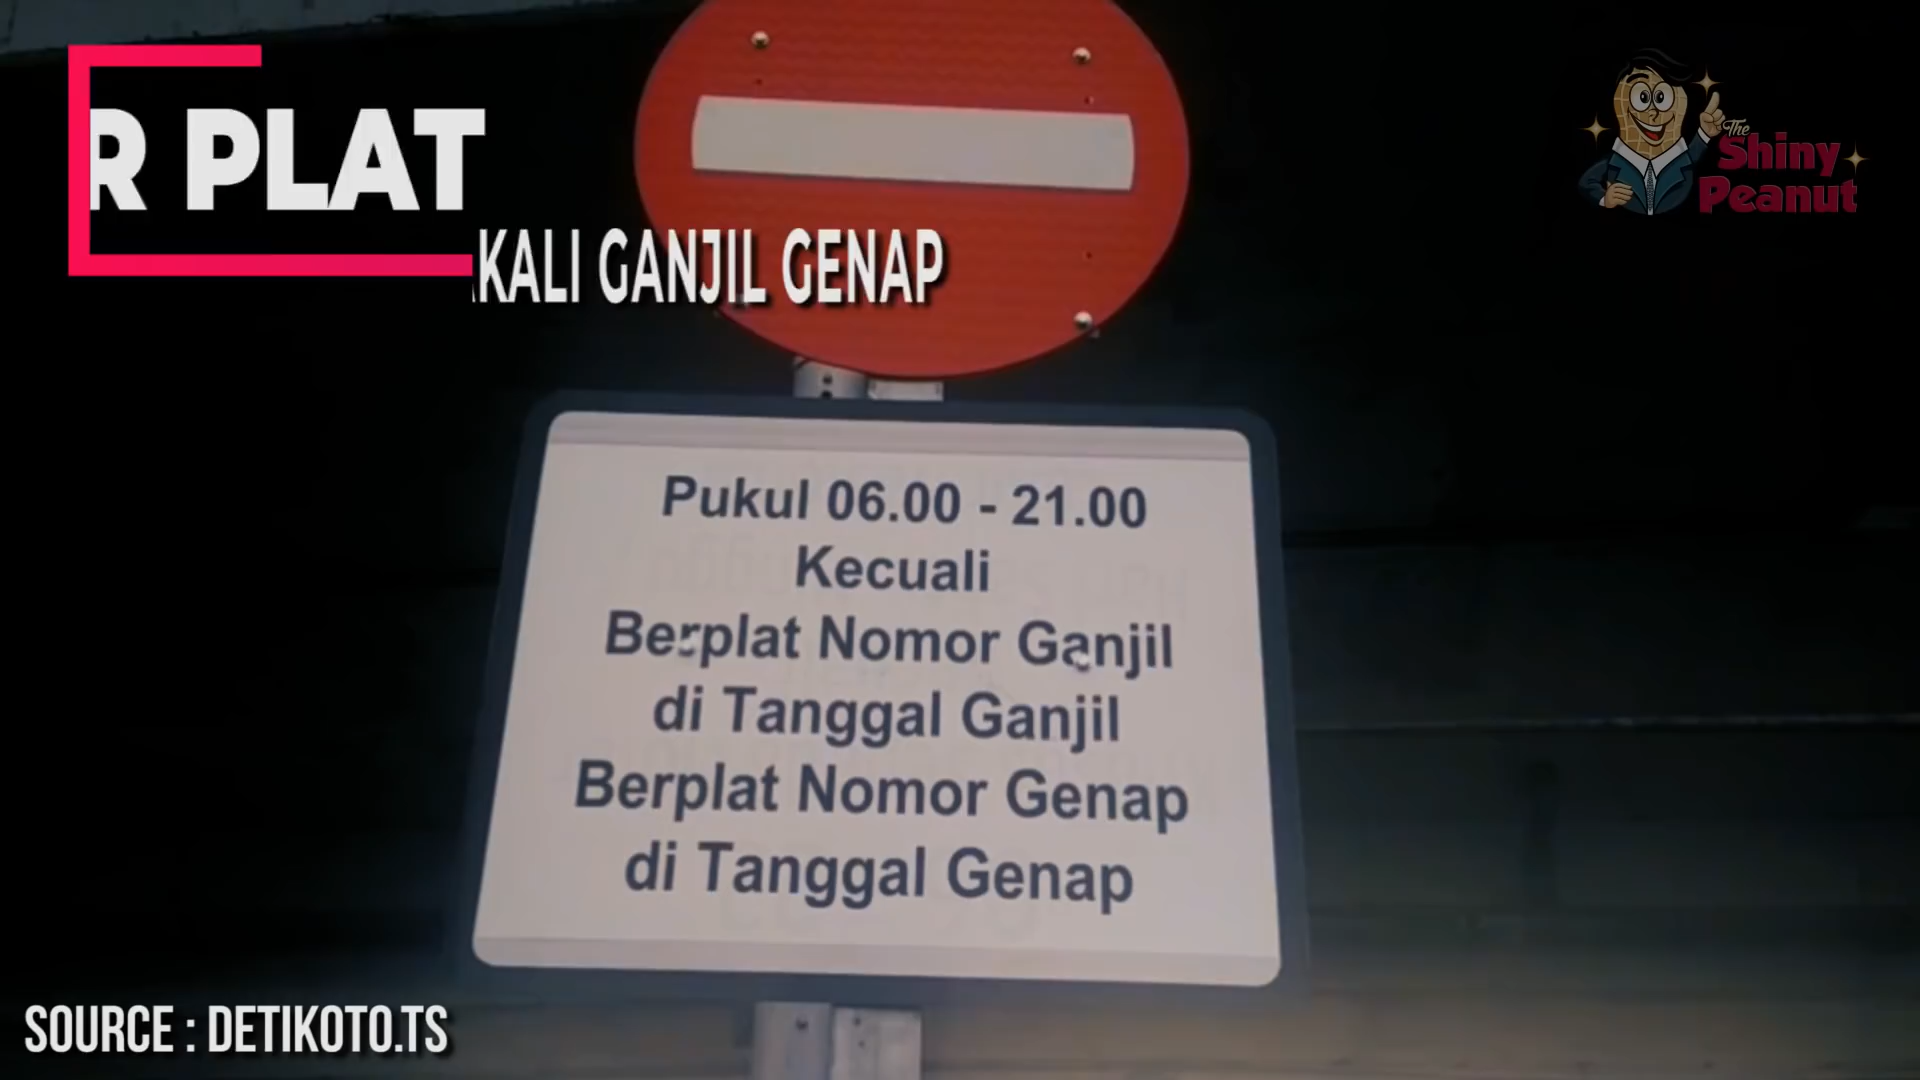 R PLAT
KALI GANJIL GENAP
The
Shiny
Peanut
Pukul 06.00 - 21.00
Kecuali
Berplat Nomor Ganjil
di Tanggal Ganjil
Berplat Nomor Genap
di Tanggal Genap
SOURCE : DETIKOTO.TS